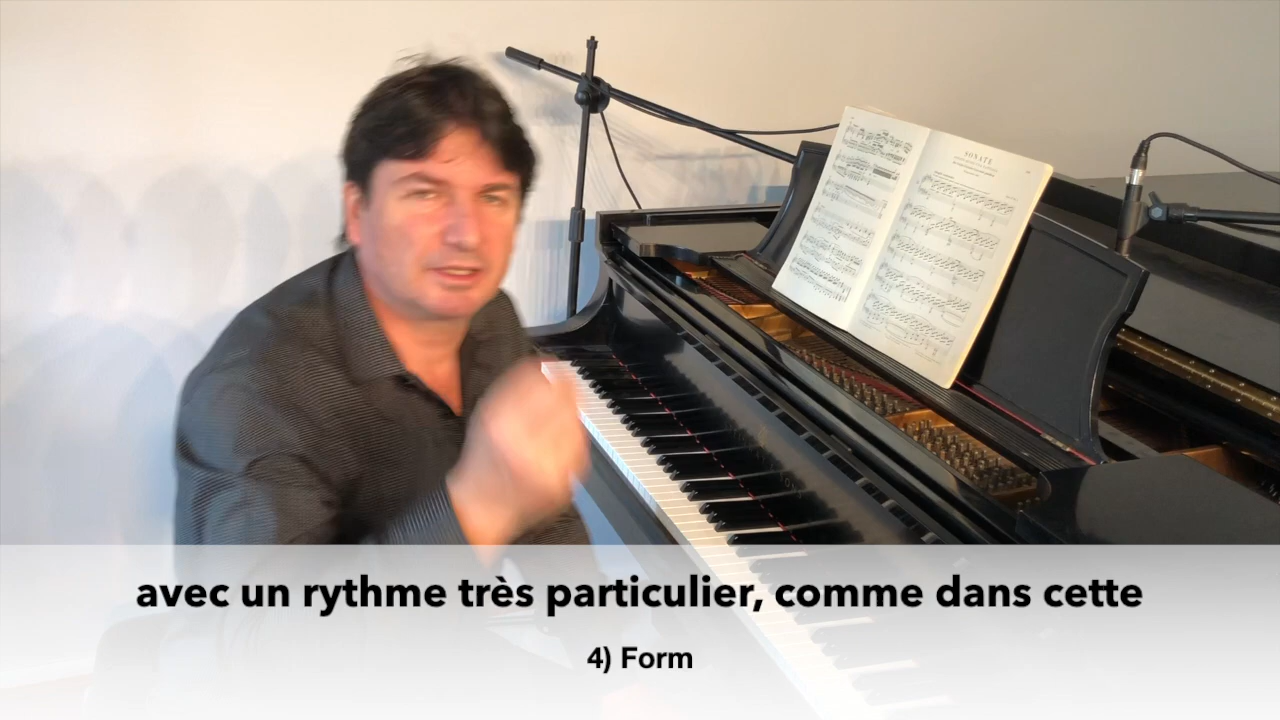 SONATE
avec un rythme très particulier, comme dans cette
4) Form